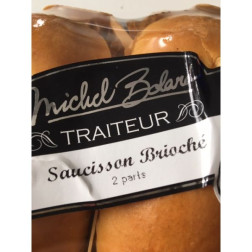 Michel Bolard
TRAITEUR
Saucisson Brioché
2 parts